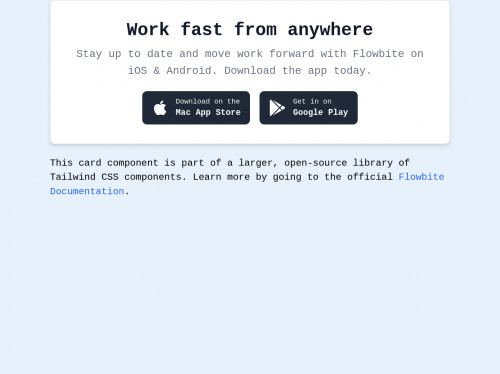 Work fast from anywhere
Stay up to date and move work forward with Flowbite on
iOS & Android. Download the app today.
Download on the
Mac App Store
Get in on
Google Play
This card component is part of a larger, open-source library of
Tailwind CSS components. Learn more by going to the official Flowbite
Documentation.